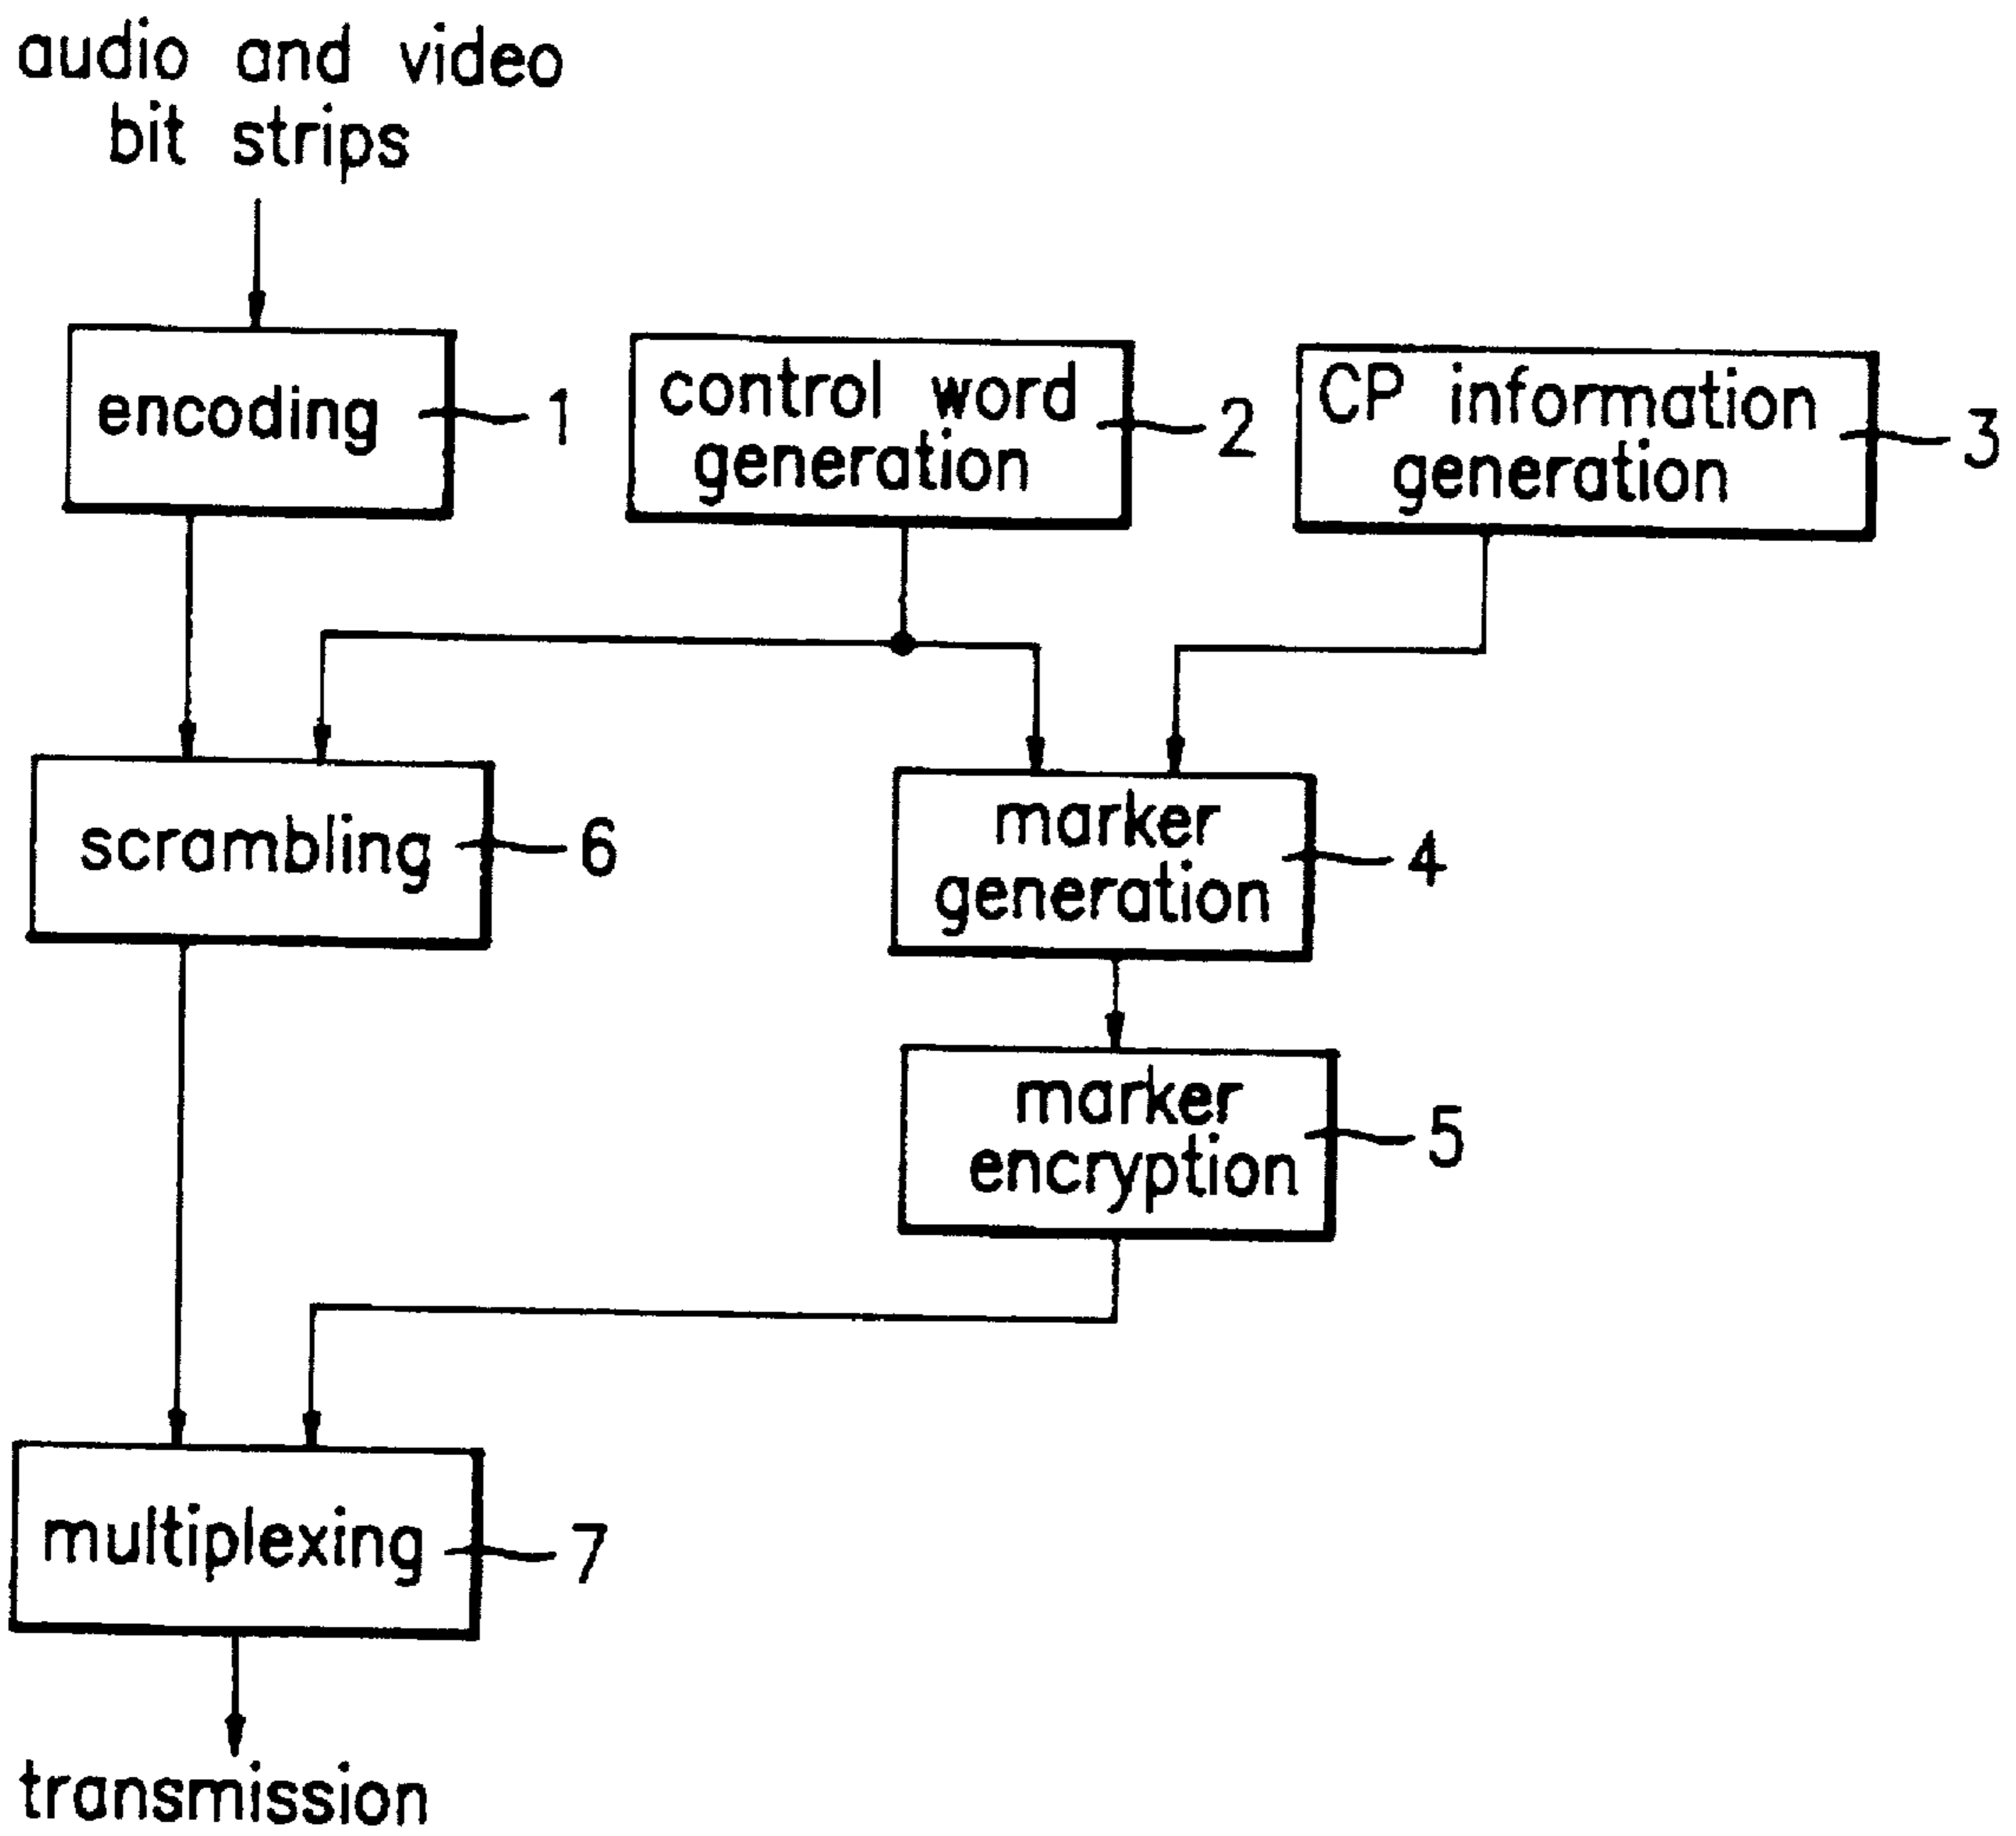 audio and video
bit strips
encoding
1
control word
generation
2
CP information
generation
3
scrambling
6
marker
generation
4
marker
encryption
5
multiplexing
7
transmission